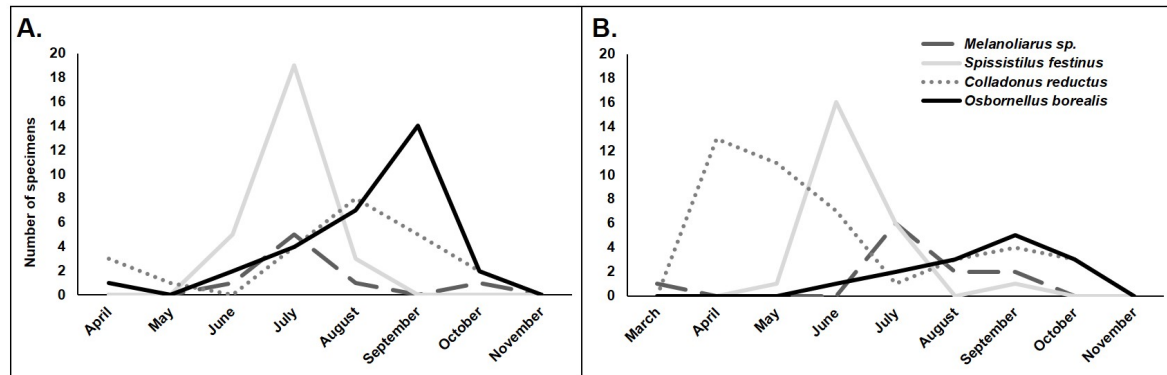 A.
Number of specimens
20
18
16
14
12
10
8
6
4
2
0
April
May
June
July
August
September
October
November
B.
20
18
16
14
12
10
8
6
4
2
0
March
April
May
June
July
August
September
October
November
Melanoliarus sp.
Spissistilus festinus
Colladonus reductus
Osbornellus borealis